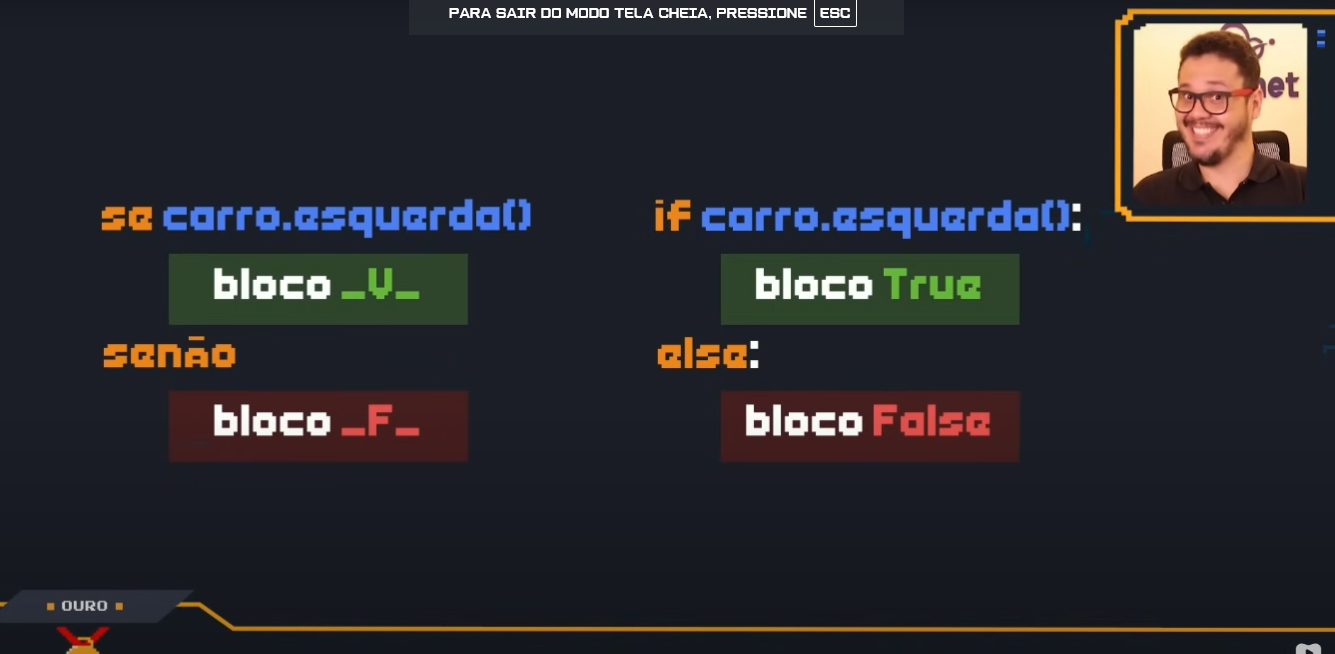 PARA SAIR DO MODO TELA CHEIA, PRESSIONE ESC
se carro.esquerda()
bloco _V_
senão
bloco _F_
if carro.esquerda():
bloco True
else:
bloco False
OURO